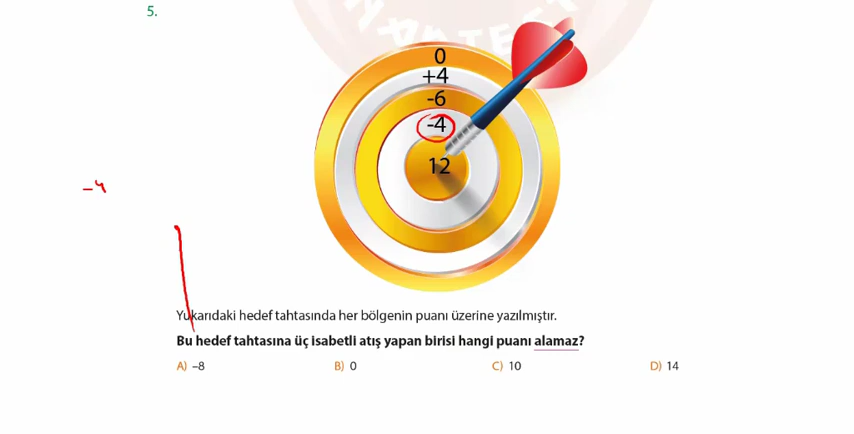 5.
0
+4
-6
-4
12
-4
Yukarıdaki hedef tahtasında her bölgenin puanı üzerine yazılmıştır.
Bu hedef tahtasına üç isabetli atış yapan birisi hangi puanı alamaz?
A) –8 B) 0 C) 10 D) 14